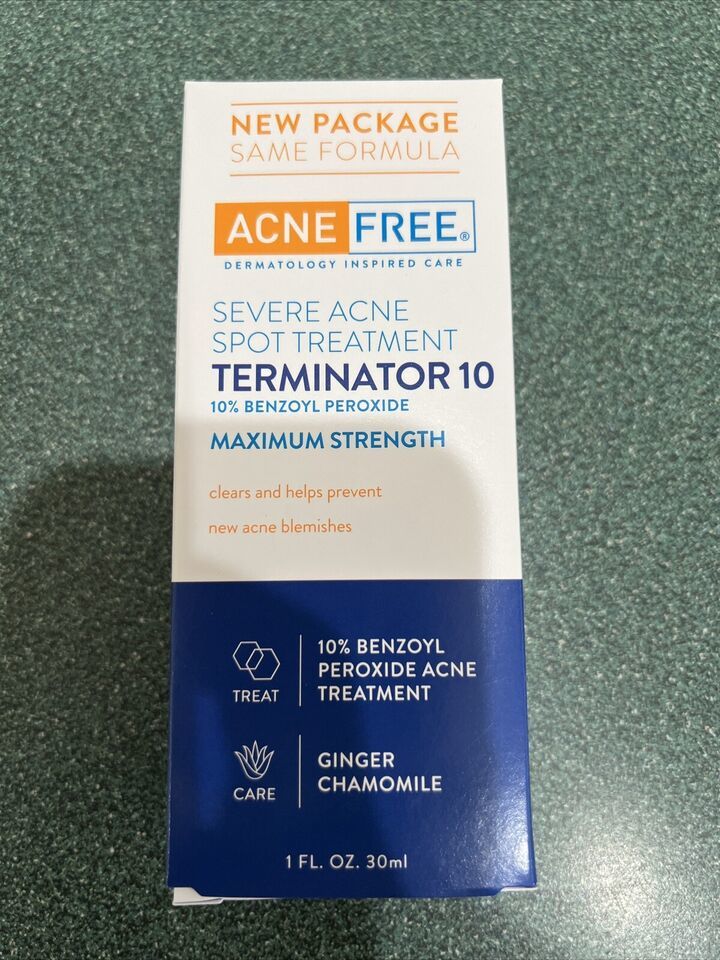 NEW PACKAGE
SAME FORMULA
ACNE FREE®
DERMATOLOGY INSPIRED CARE
SEVERE ACNE
SPOT TREATMENT
TERMINATOR 10
10% BENZOYL PEROXIDE
MAXIMUM STRENGTH
clears and helps prevent
new acne blemishes
TREAT
10% BENZOYL
PEROXIDE ACNE
TREATMENT
CARE
GINGER
CHAMOMILE
1 FL. OZ. 30ml